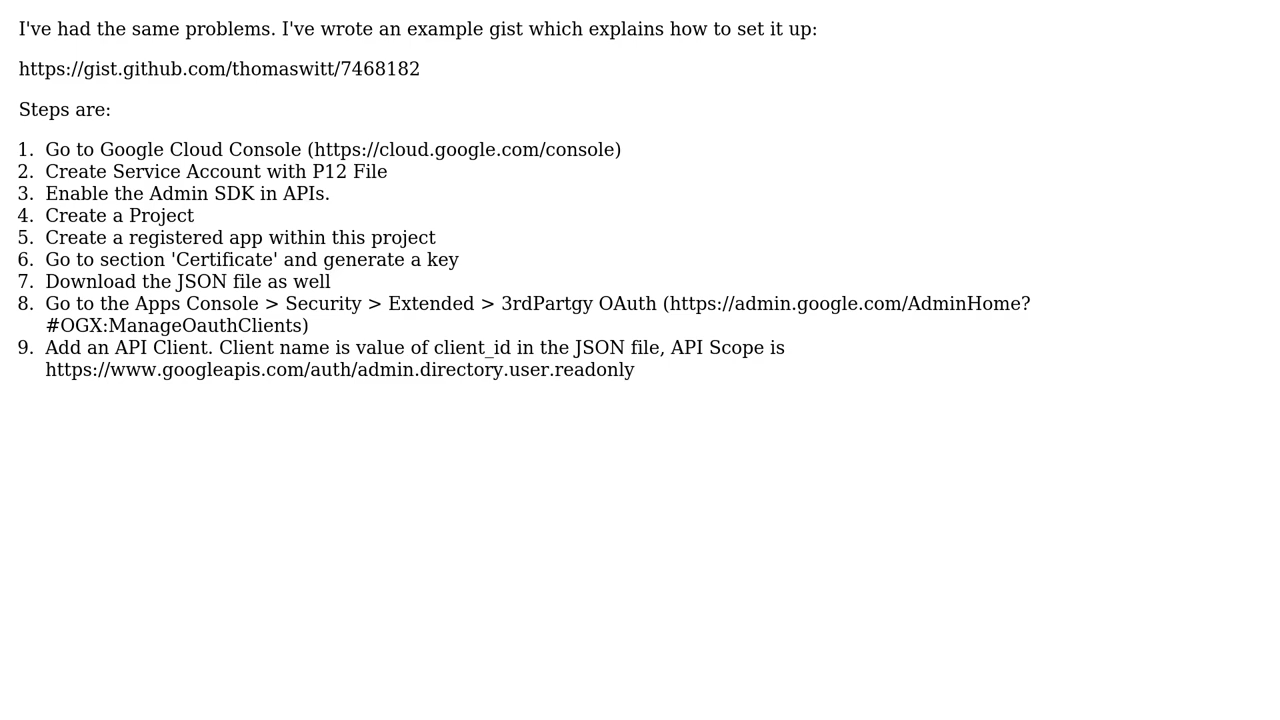 I've had the same problems. I've wrote an example gist which explains how to set it up:
https://gist.github.com/thomaswitt/7468182
Steps are:
1. Go to Google Cloud Console (https://cloud.google.com/console)
2. Create Service Account with P12 File
3. Enable the Admin SDK in APIs.
4. Create a Project
5. Create a registered app within this project
6. Go to section 'Certificate' and generate a key
7. Download the JSON file as well
8. Go to the Apps Console > Security > Extended > 3rdPartgy OAuth (https://admin.google.com/AdminHome?
#OGX:ManageOauthClients)
9. Add an API Client. Client name is value of client_id in the JSON file, API Scope is
https://www.googleapis.com/auth/admin.directory.user.readonly